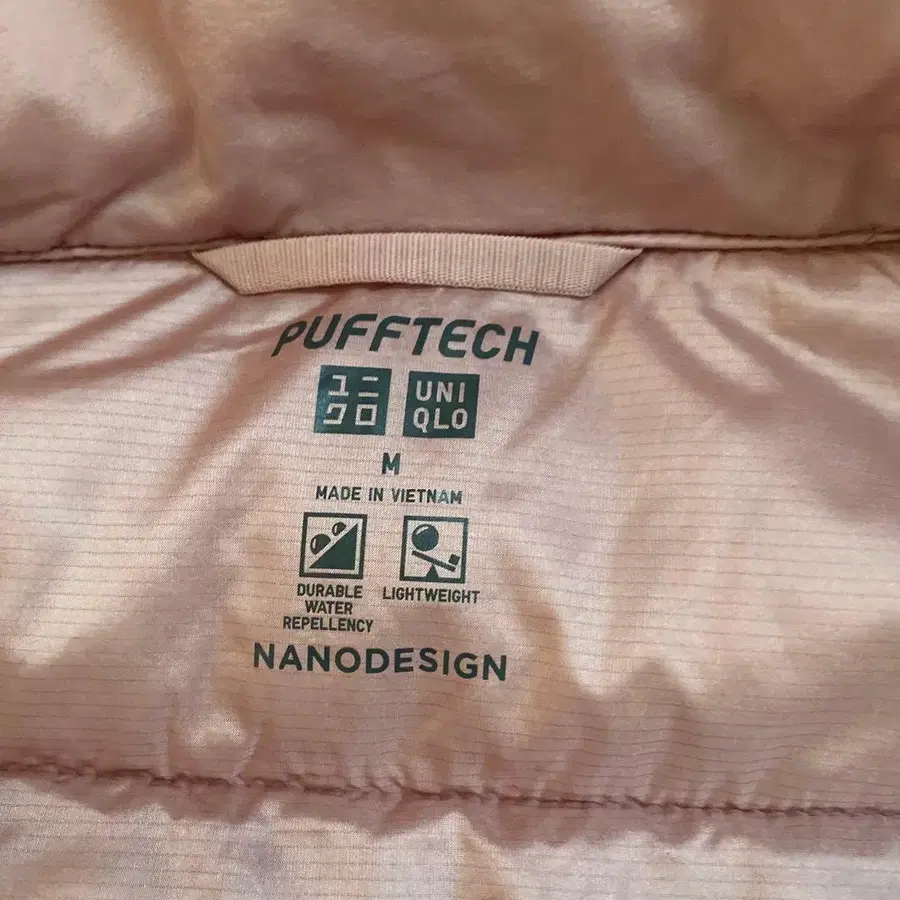 PUFFTECH
ユニ UNI
クロ QLO
M
MADE IN VIETNAM
DURABLE LIGHTWEIGHT
WATER
REPELLENCY
NANODESIGN